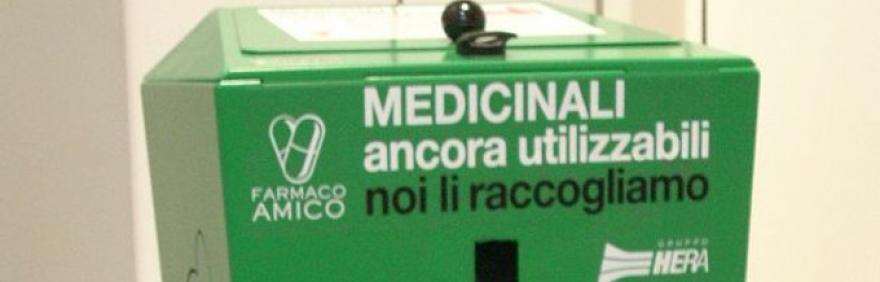 MEDICINALI
ancora utilizzabili
noi li raccogliamo
FARMACO
AMICO
GRUPPO
HERA